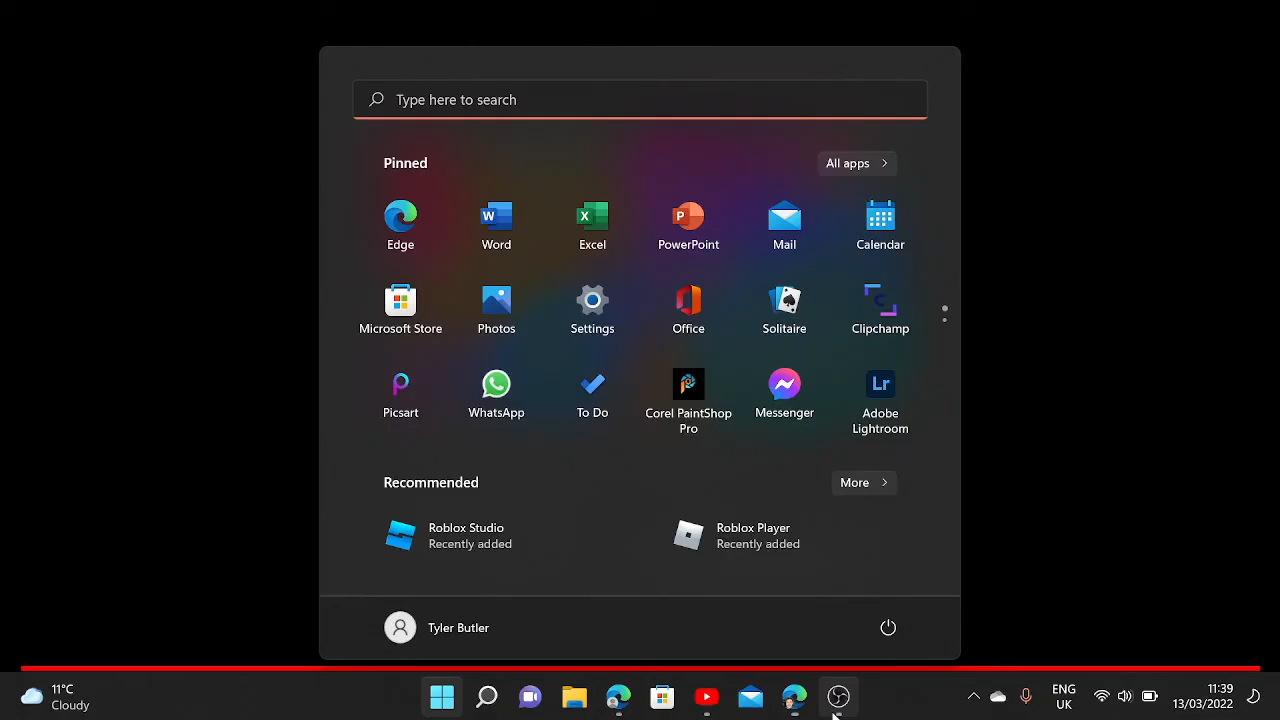 Type here to search
Pinned
All apps
Edge
Word
Excel
PowerPoint
Mail
Calendar
Microsoft Store
Photos
Settings
Office
Solitaire
Clipchamp
Picsart
WhatsApp
To Do
Corel PaintShop
Pro
Messenger
Adobe
Lightroom
Recommended
More
Roblox Studio
Recently added
Roblox Player
Recently added
Tyler Butler
11°C
Cloudy
ENG
UK
11:39
13/03/2022